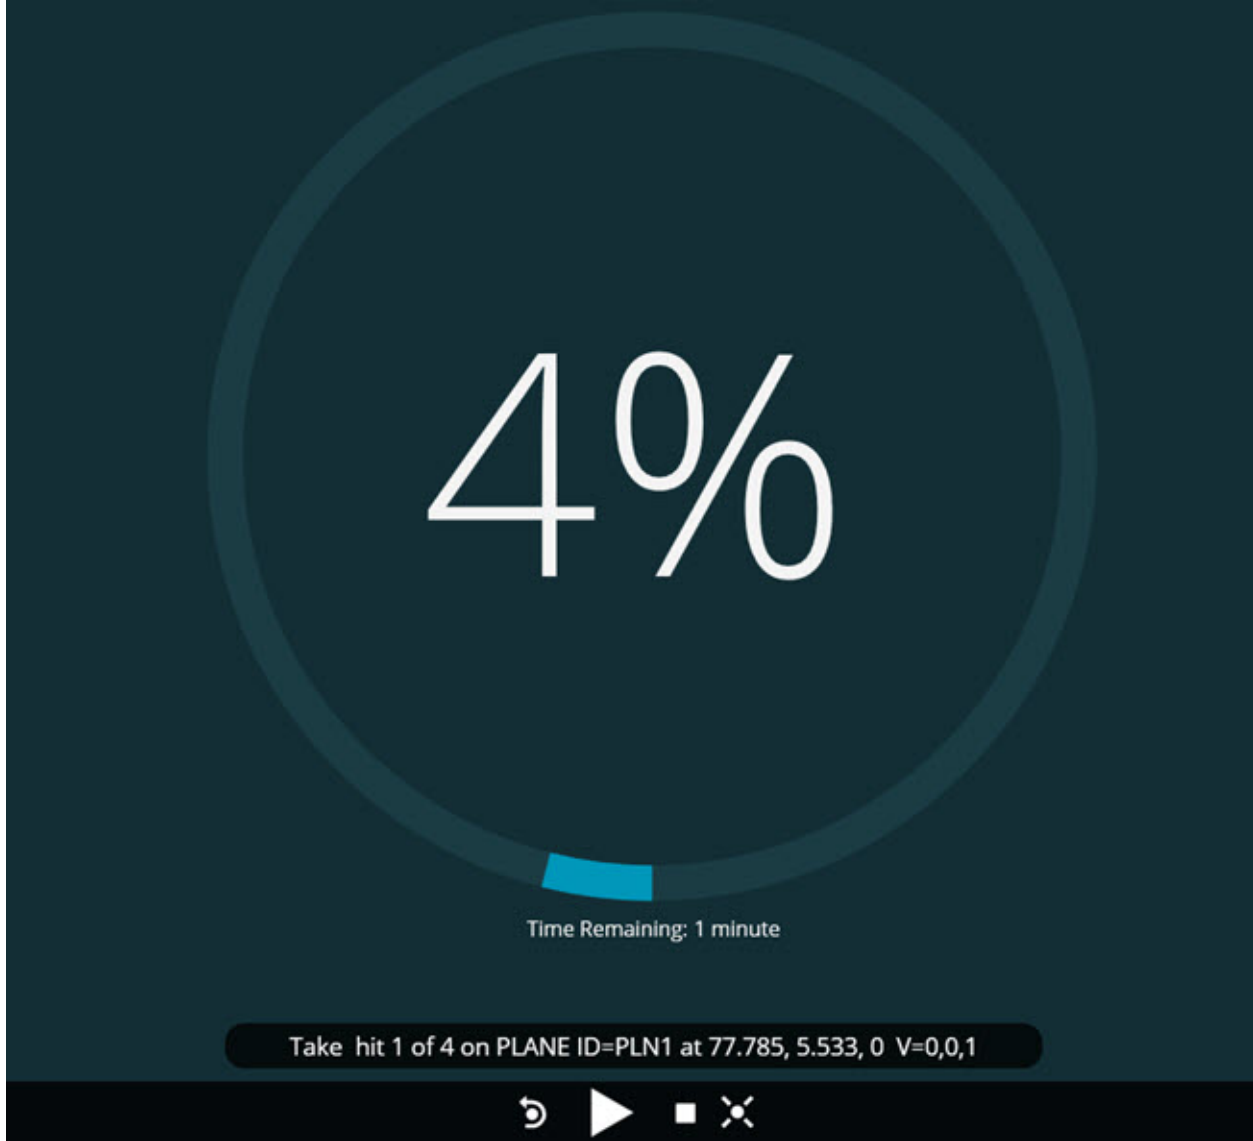 4%
Time Remaining: 1 minute
Take  hit 1 of 4 on PLANE ID=PLN1 at 77.785, 5.533, 0  V=0,0,1